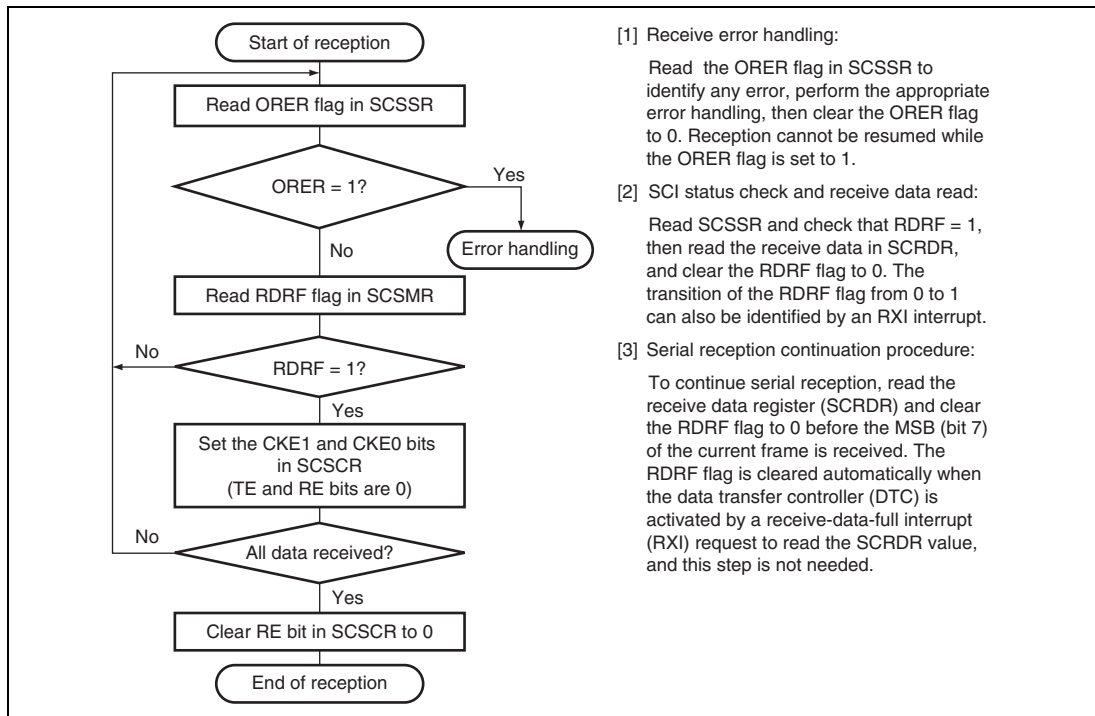 Start of reception
Read ORER flag in SCSSR
ORER = 1?
Yes
Error handling
No
Read RDRF flag in SCSMR
No
RDRF = 1?
Yes
Set the CKE1 and CKE0 bits
in SCSCR
(TE and RE bits are 0)
No
All data received?
Yes
Clear RE bit in SCSCR to 0
End of reception
[1] Receive error handling:
Read the ORER flag in SCSSR to
identify any error, perform the appropriate
error handling, then clear the ORER flag
to 0. Reception cannot be resumed while
the ORER flag is set to 1.
[2] SCI status check and receive data read:
Read SCSSR and check that RDRF = 1,
then read the receive data in SCRDR,
and clear the RDRF flag to 0. The
transition of the RDRF flag from 0 to 1
can also be identified by an RXI interrupt.
[3] Serial reception continuation procedure:
To continue serial reception, read the
receive data register (SCRDR) and clear
the RDRF flag to 0 before the MSB (bit 7)
of the current frame is received. The
RDRF flag is cleared automatically when
the data transfer controller (DTC) is
activated by a receive-data-full interrupt
(RXI) request to read the SCRDR value,
and this step is not needed.